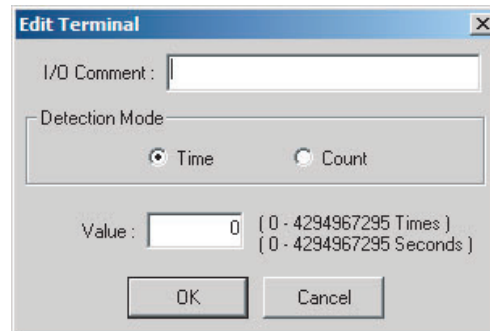 Edit Terminal
I/O Comment :
Detection Mode
Time Count
Value : 0 ( 0 - 4294967295 Times )
( 0 - 4294967295 Seconds )
OK Cancel